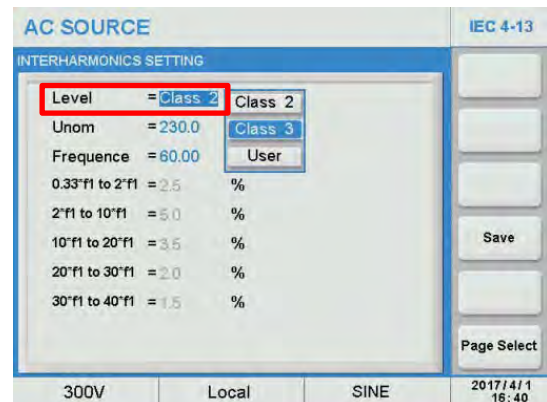 AC SOURCE
IEC 4-13
INTERHARMONICS SETTING
Level = Class 2
Class 2
Unom = 230.0
Class 3
Frequence = 60.00
User
0.33*f1 to 2*f1 = 2.5 %
2*f1 to 10*f1 = 5.0 %
10*f1 to 20*f1 = 3.5 %
20*f1 to 30*f1 = 2.0 %
30*f1 to 40*f1 = 1.5 %
Save
Page Select
300V
Local
SINE
2017/4/1
16:40